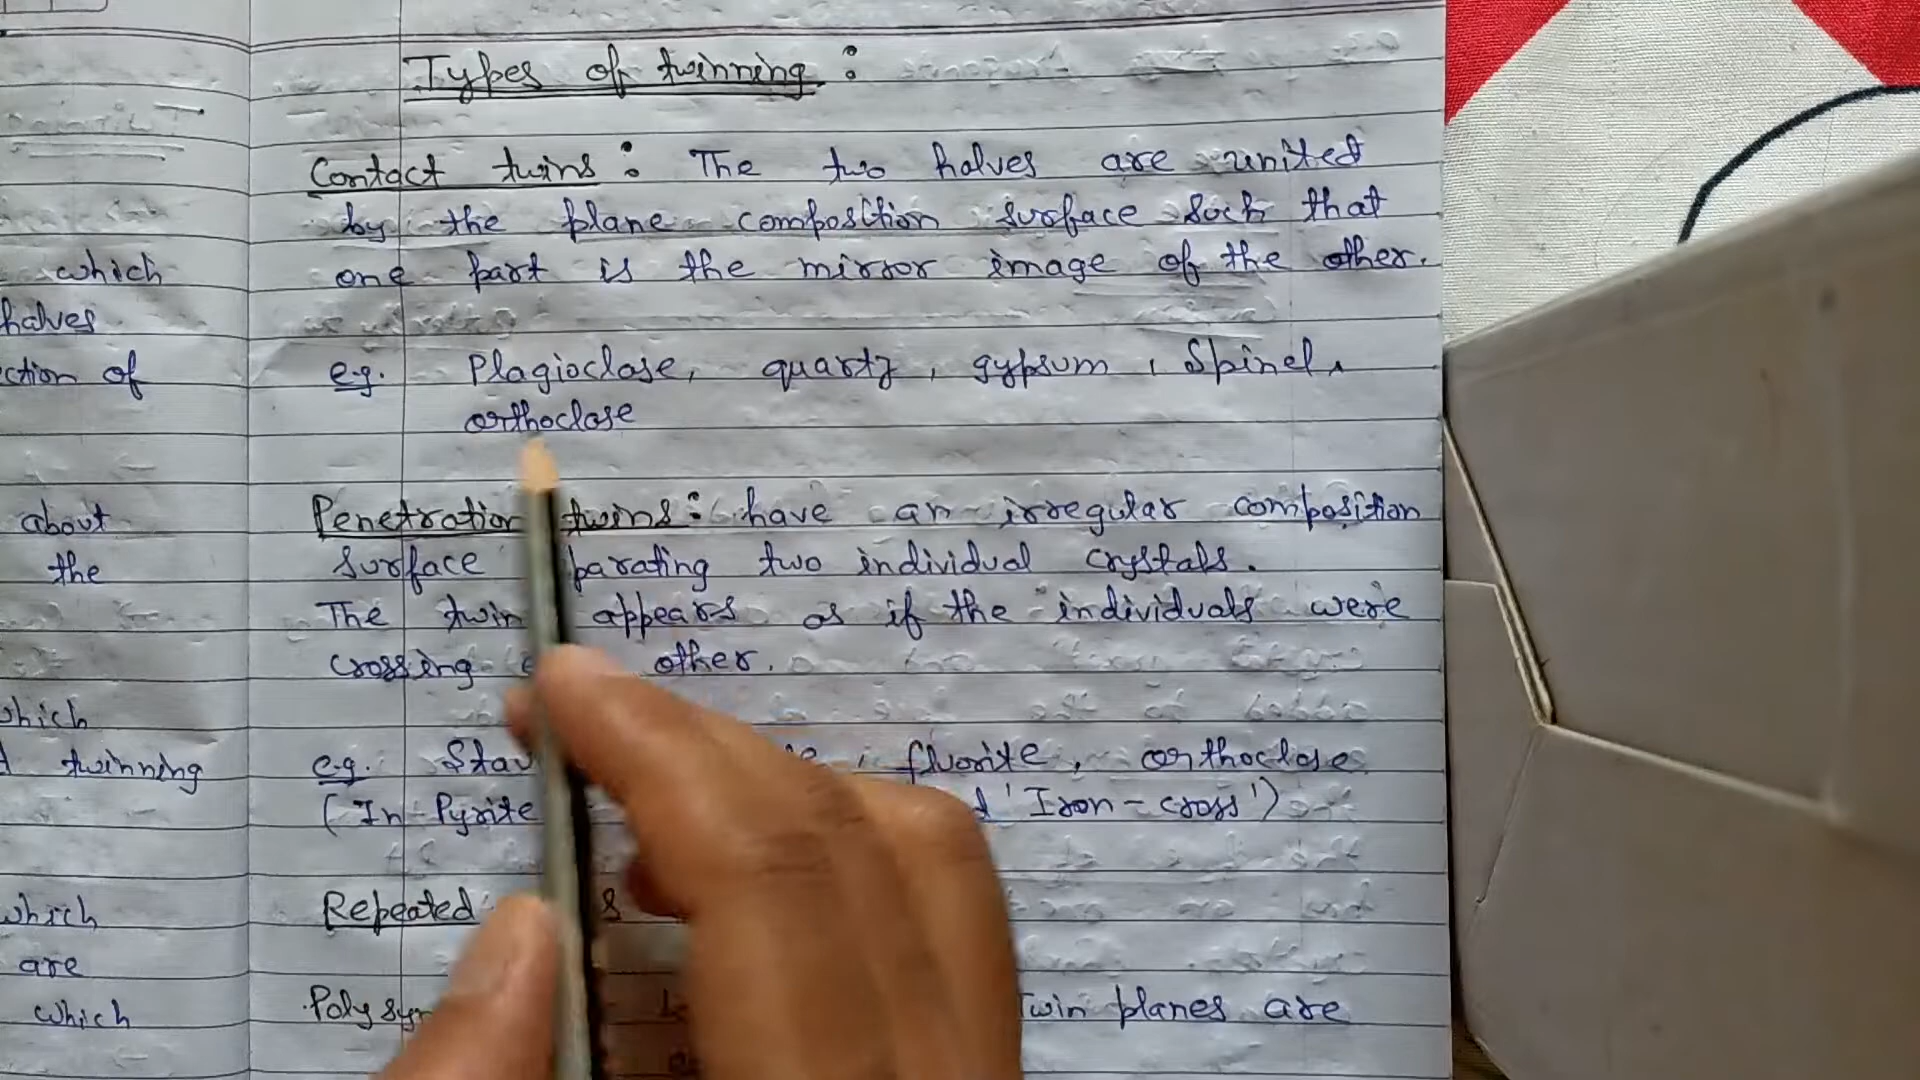 Types of twinning :
Contact twins : The two halves are united
by the plane composition surface such that
one part is the mirror image of the other.
e.g. Plagioclase, quartz, gypsum, Spinel,
orthoclase
Penetration twins : have an irregular composition
surface two individual crystals.
The twin appears as if the individuals were
crossing other.
e.g. fluorite, orthoclase
(In Pyrite 'Iron-cross')
Repeated
Twin planes are
which
halves
of
about
the
twinning
which
are
which